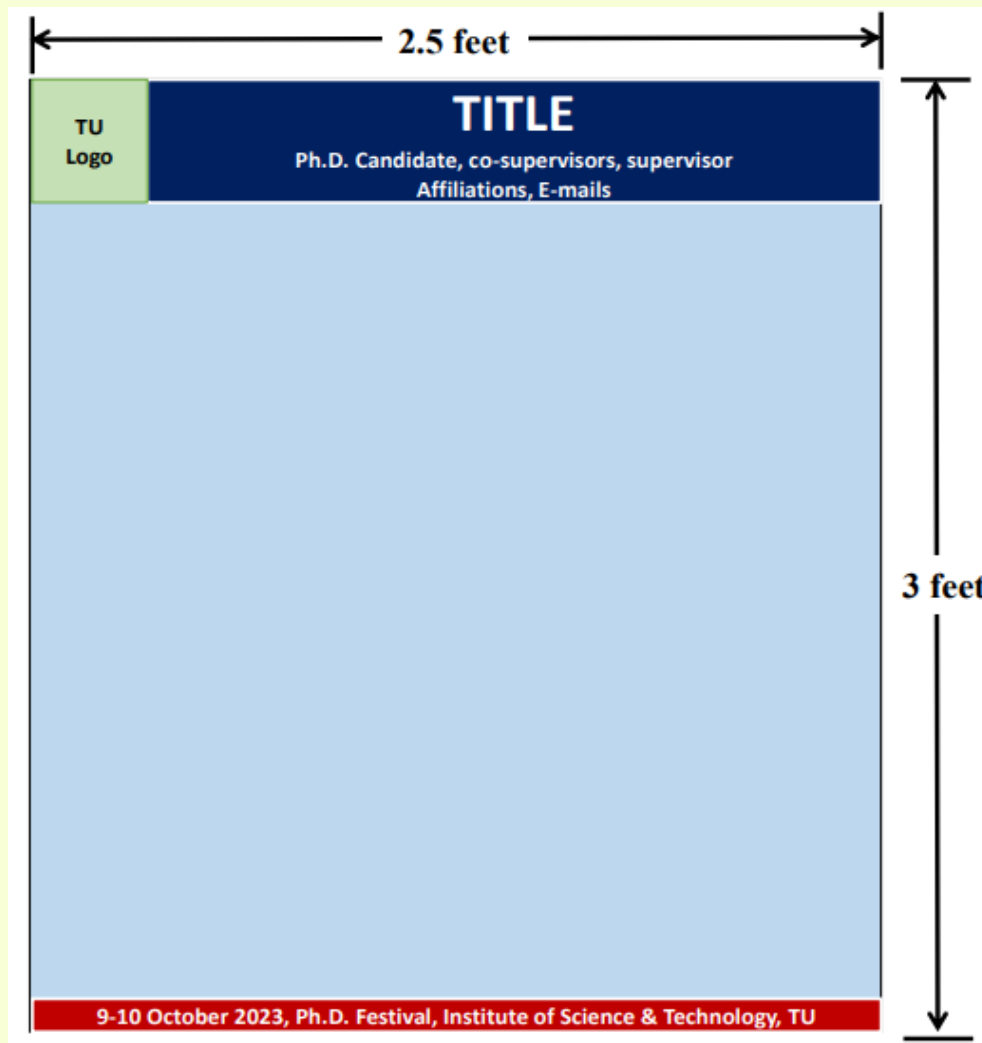 2.5 feet
TU
Logo
TITLE
Ph.D. Candidate, co-supervisors, supervisor
Affiliations, E-mails
3 feet
9-10 October 2023, Ph.D. Festival, Institute of Science & Technology, TU